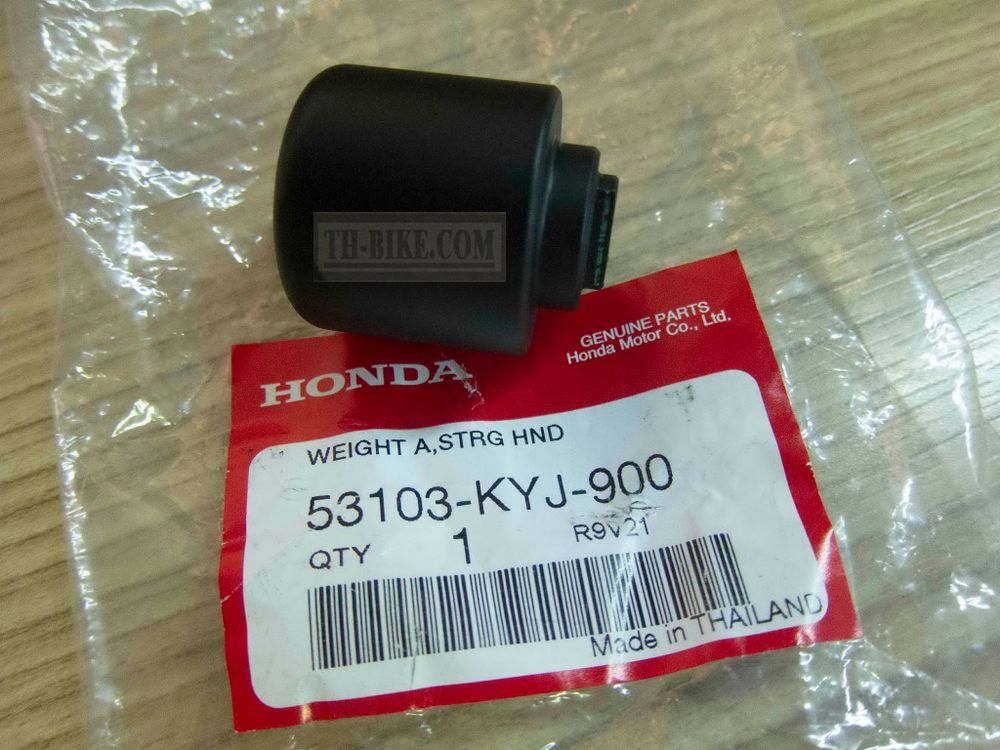 TH-BIKE.COM
HONDA
GENUINE PARTS
Honda Motor Co., Ltd.
WEIGHT A,STRG HND
53103-KYJ-900
QTY 1 R9V21
Made in THAILAND